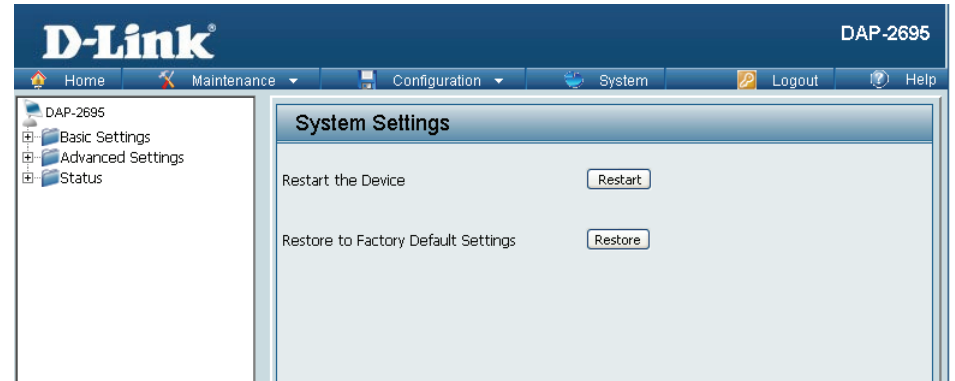 D-Link®
DAP-2695
Home Maintenance Configuration System Logout Help
DAP-2695
Basic Settings
Advanced Settings
Status
System Settings
Restart the Device Restart
Restore to Factory Default Settings Restore